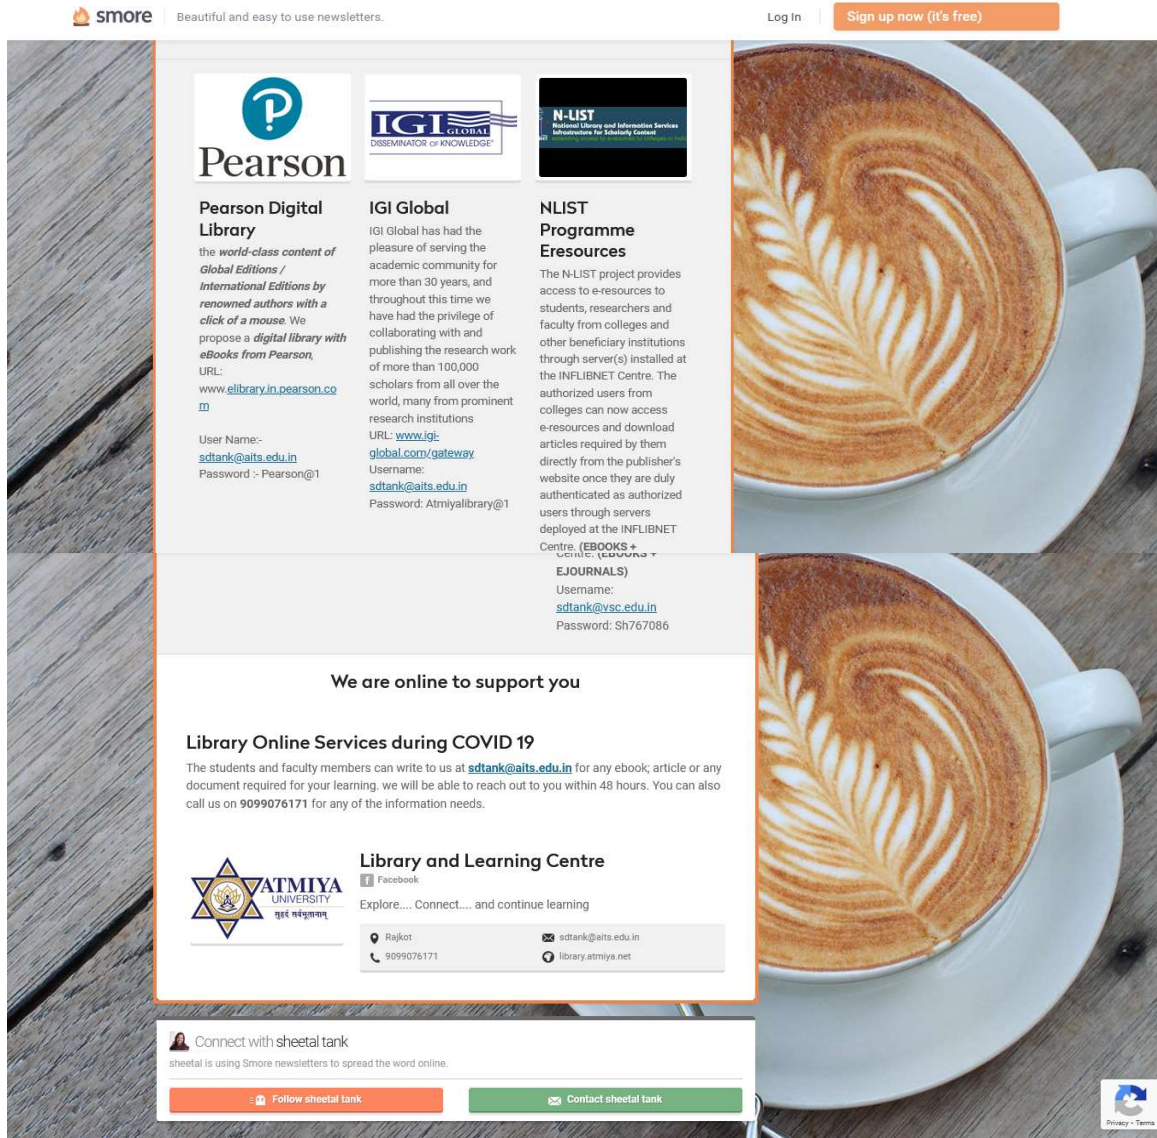 smore
Beautiful and easy to use newsletters.
Log In
Sign up now (it's free)
Pearson
Pearson Digital
Library
the world-class content of
Global Editions /
International Editions by
renowned authors with a
click of a mouse. We
propose a digital library with
eBooks from Pearson,
URL:
www.elibrary.in.pearson.co
m
User Name:-
sdtank@aits.edu.in
Password :- Pearson@1
IGI GLOBAL
DISSEMINATOR OF KNOWLEDGE
IGI Global
IGI Global has had the
pleasure of serving the
academic community for
more than 30 years, and
throughout this time we
have had the privilege of
collaborating with and
publishing the research work
of more than 100,000
scholars from all over the
world, many from prominent
research institutions
URL: www.igi-
global.com/gateway
Username:
sdtank@aits.edu.in
Password: Atmiyalibrary@1
N-LIST
National Library and Information Services
Infrastructure for Scholarly Content
NLIST
Programme
Eresources
The N-LIST project provides
access to e-resources to
students, researchers and
faculty from colleges and
other beneficiary institutions
through server(s) installed at
the INFLIBNET Centre. The
authorized users from
colleges can now access
e-resources and download
articles required by them
directly from the publisher's
website once they are duly
authenticated as authorized
users through servers
deployed at the INFLIBNET
Centre. (EBOOKS +
Centre. (EBOOKS +
EJOURNALS)
Username:
sdtank@vsc.edu.in
Password: Sh767086
We are online to support you
Library Online Services during COVID 19
The students and faculty members can write to us at sdtank@aits.edu.in for any ebook; article or any
document required for your learning. we will be able to reach out to you within 48 hours. You can also
call us on 9099076171 for any of the information needs.
ATMIYA
UNIVERSITY
सुहृदं सर्वभूतानाम्
Library and Learning Centre
Facebook
Explore.... Connect.... and continue learning
Rajkot
sdtank@aits.edu.in
9099076171
library.atmiya.net
Connect with sheetal tank
sheetal is using Smore newsletters to spread the word online.
Follow sheetal tank
Contact sheetal tank
Privacy - Terms